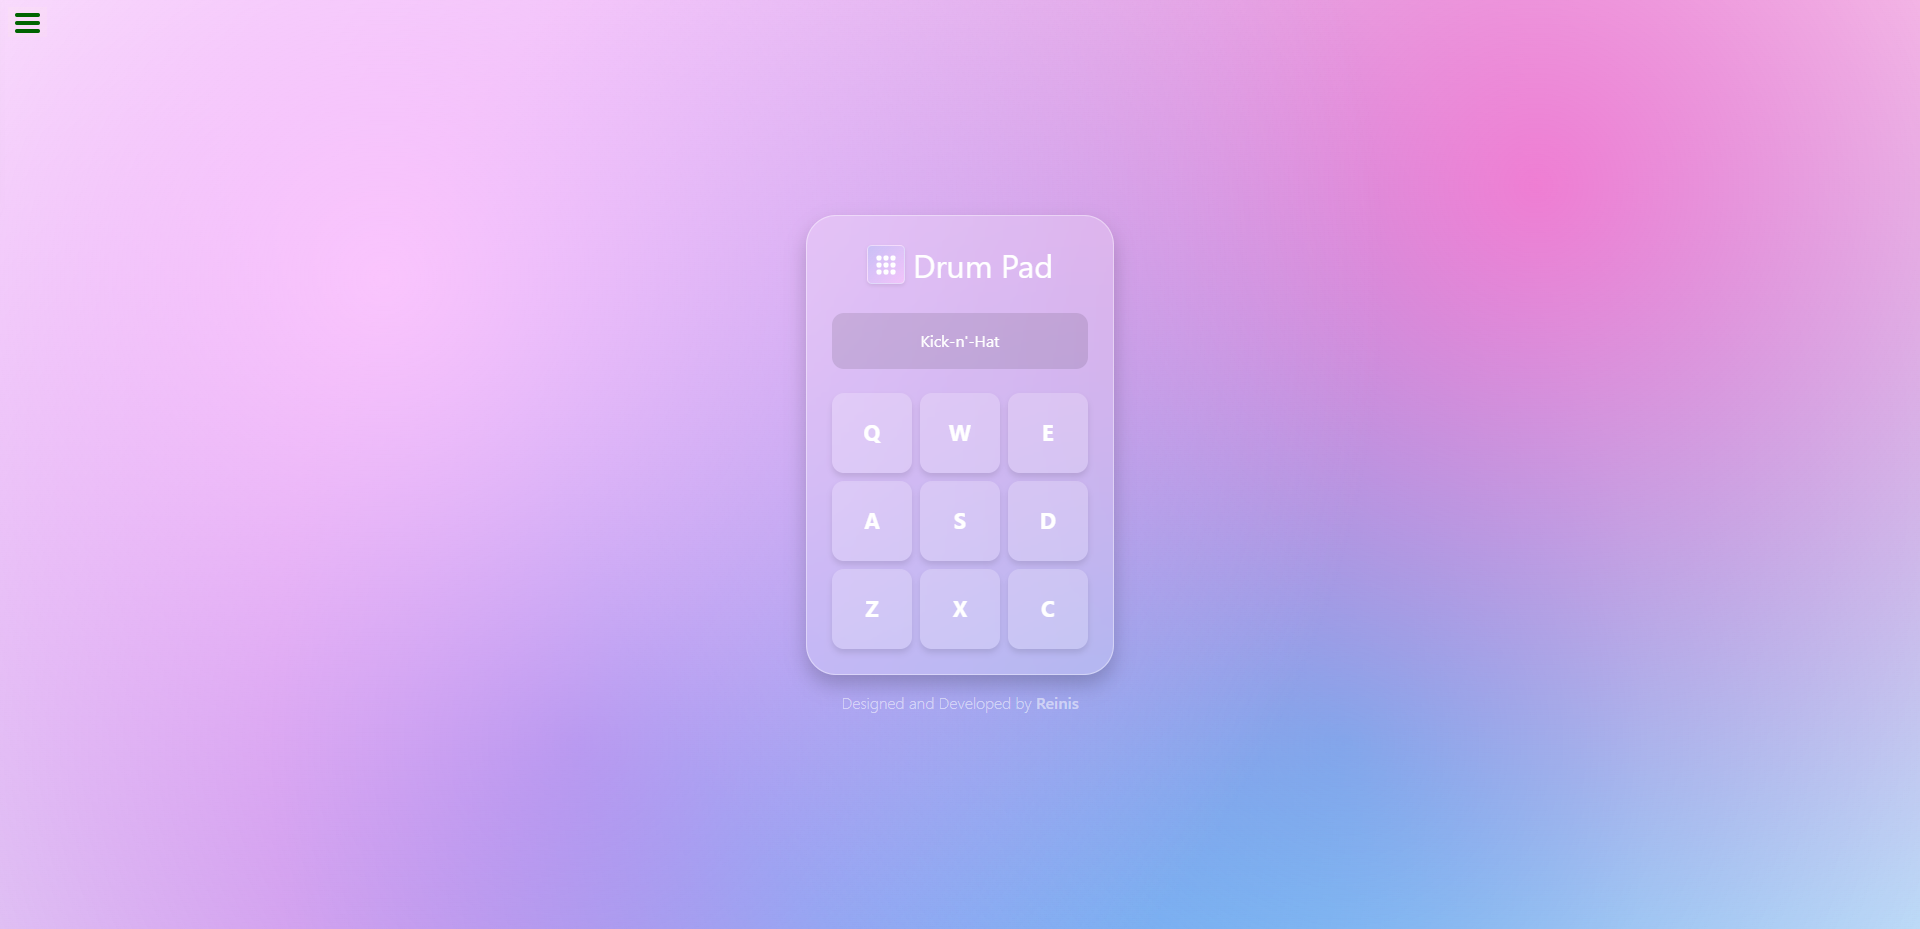 Drum Pad
Kick-n'-Hat
Q W E
A S D
Z X C
Designed and Developed by Reinis